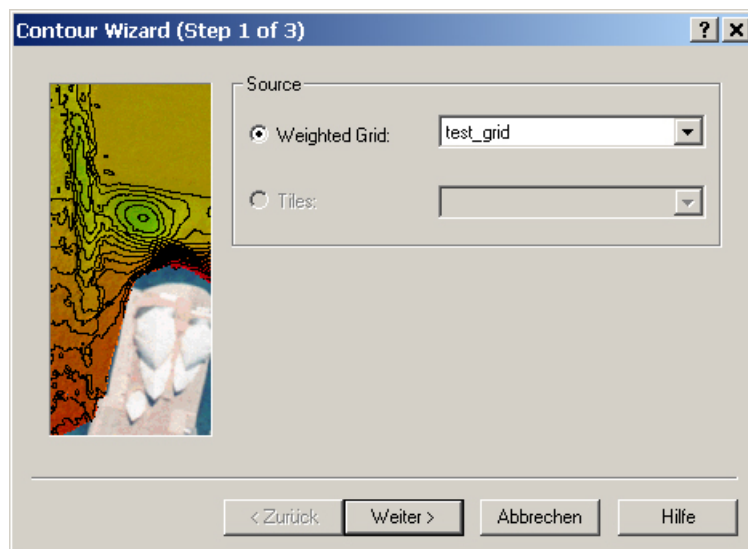 Contour Wizard (Step 1 of 3)
Source
Weighted Grid:
test_grid
Tiles:
< Zurück
Weiter >
Abbrechen
Hilfe